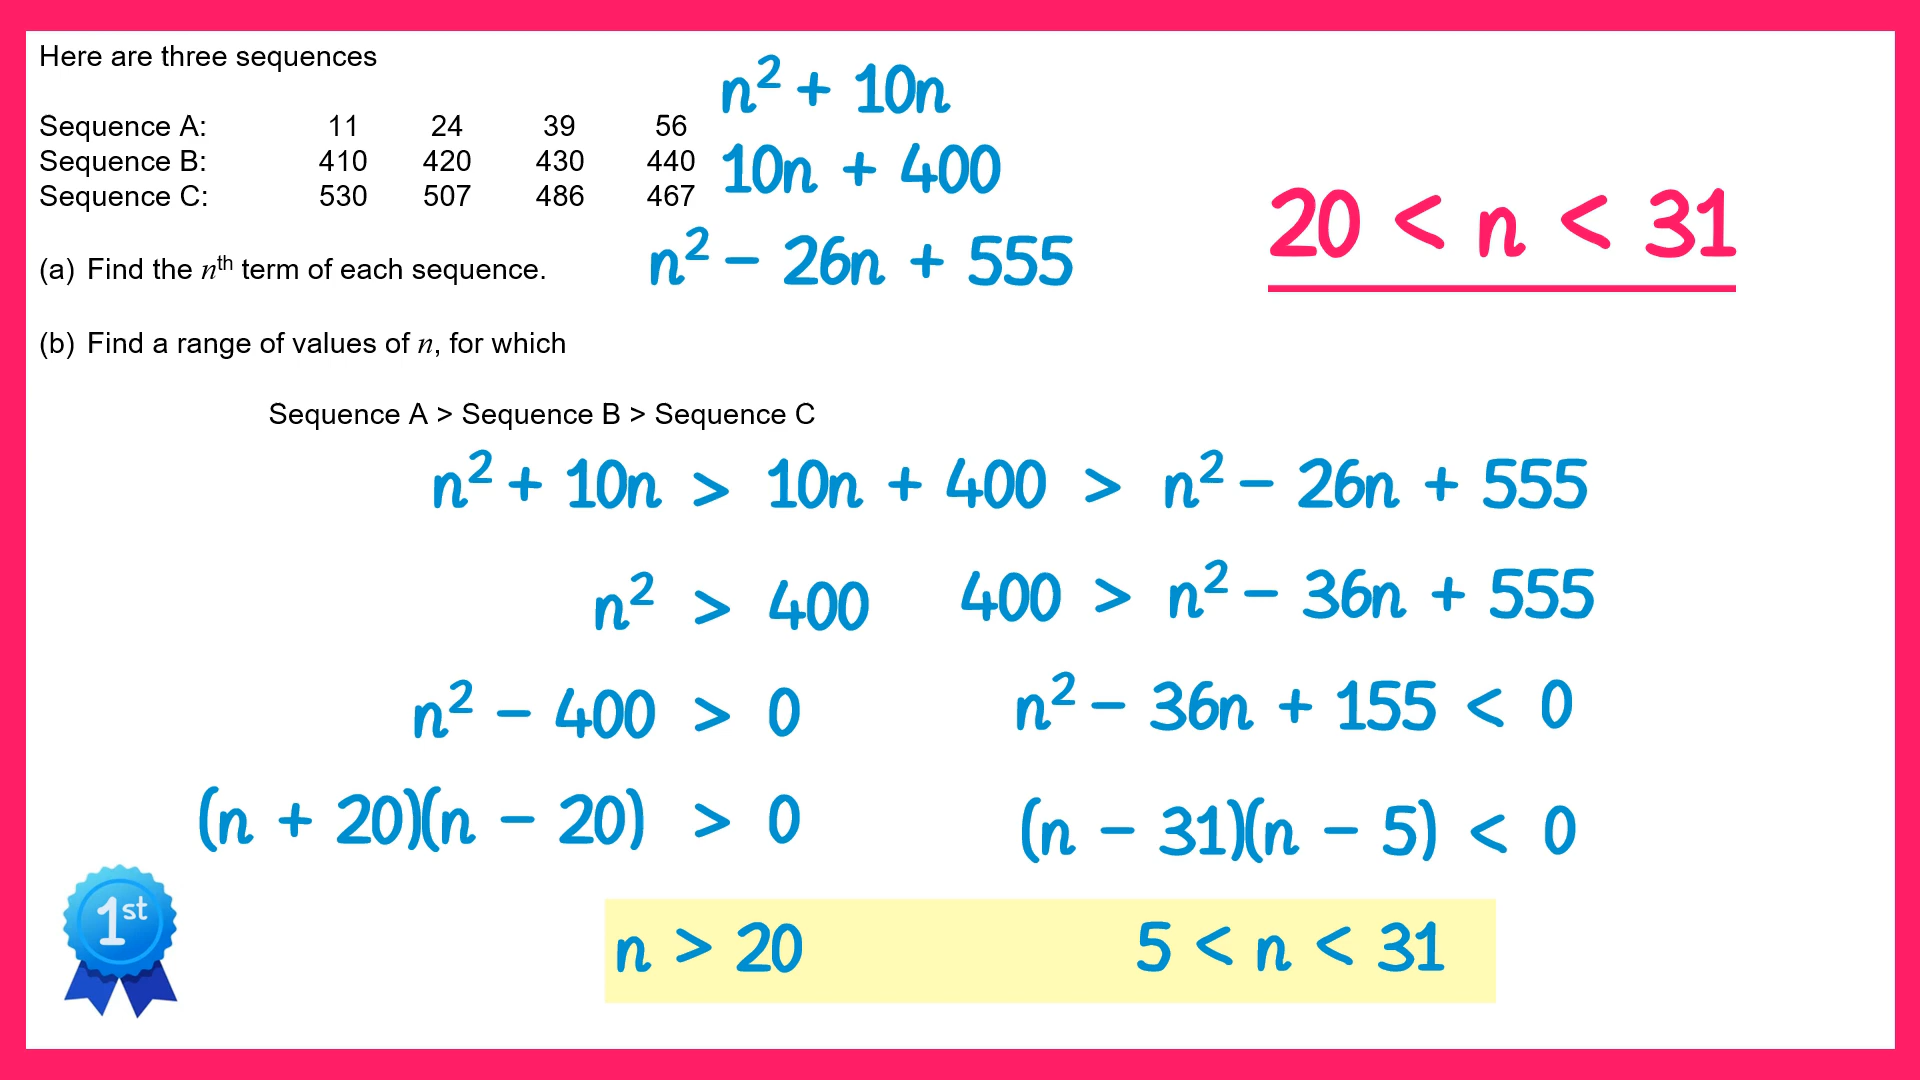 Here are three sequences
n² + 10n
Sequence A: 11 24 39 56
Sequence B: 410 420 430 440
10n + 400
Sequence C: 530 507 486 467
20 < n < 31
n² − 26n + 555
(a) Find the nth term of each sequence.
(b) Find a range of values of n, for which
Sequence A > Sequence B > Sequence C
n² + 10n > 10n + 400 > n² − 26n + 555
n² > 400 400 > n² − 36n + 555
n² − 400 > 0 n² − 36n + 155 < 0
(n + 20)(n − 20) > 0 (n − 31)(n − 5) < 0
1st
n > 20 5 < n < 31